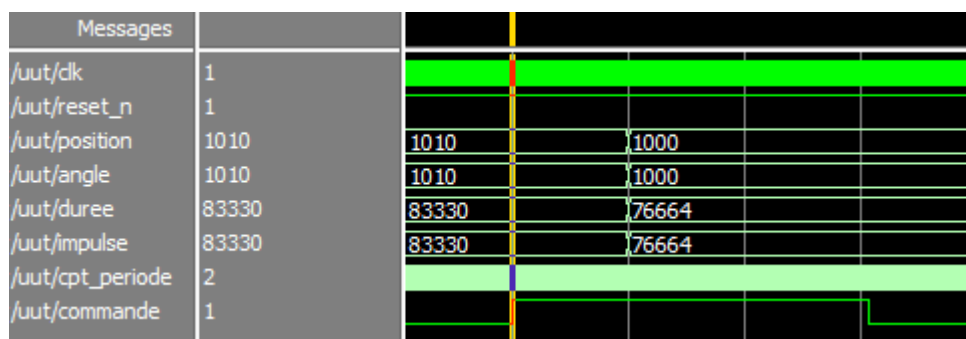 Messages
/uut/clk 1
/uut/reset_n 1
/uut/position 1010 1010 1000
/uut/angle 1010 1010 1000
/uut/duree 83330 83330 76664
/uut/impulse 83330 83330 76664
/uut/cpt_periode 2
/uut/commande 1